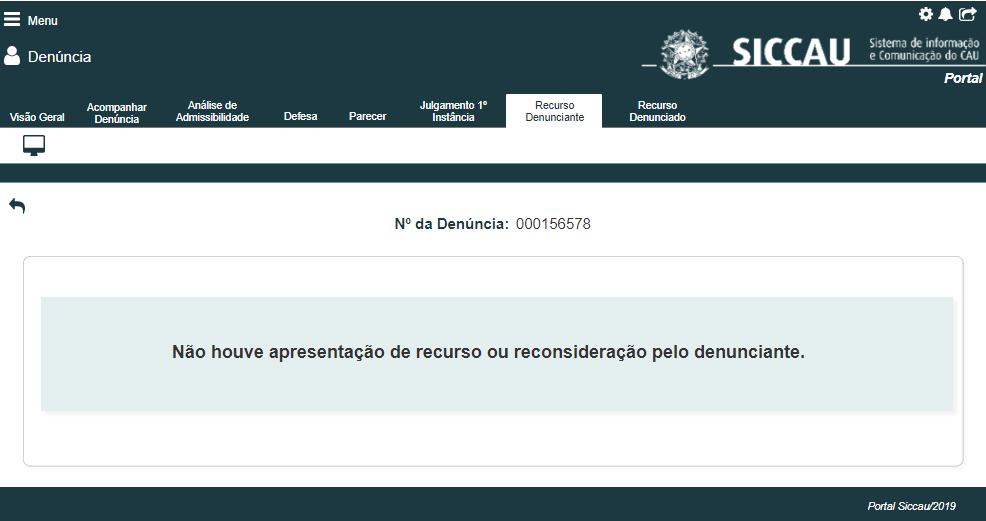 Menu
Denúncia
SICCAU
Sistema de informação
e Comunicação do CAU
Portal
Visão Geral
Acompanhar
Denúncia
Análise de
Admissibilidade
Defesa
Parecer
Julgamento 1º
Instância
Recurso
Denunciante
Recurso
Denunciado
Nº da Denúncia: 000156578
Não houve apresentação de recurso ou reconsideração pelo denunciante.
Portal Siccau/2019